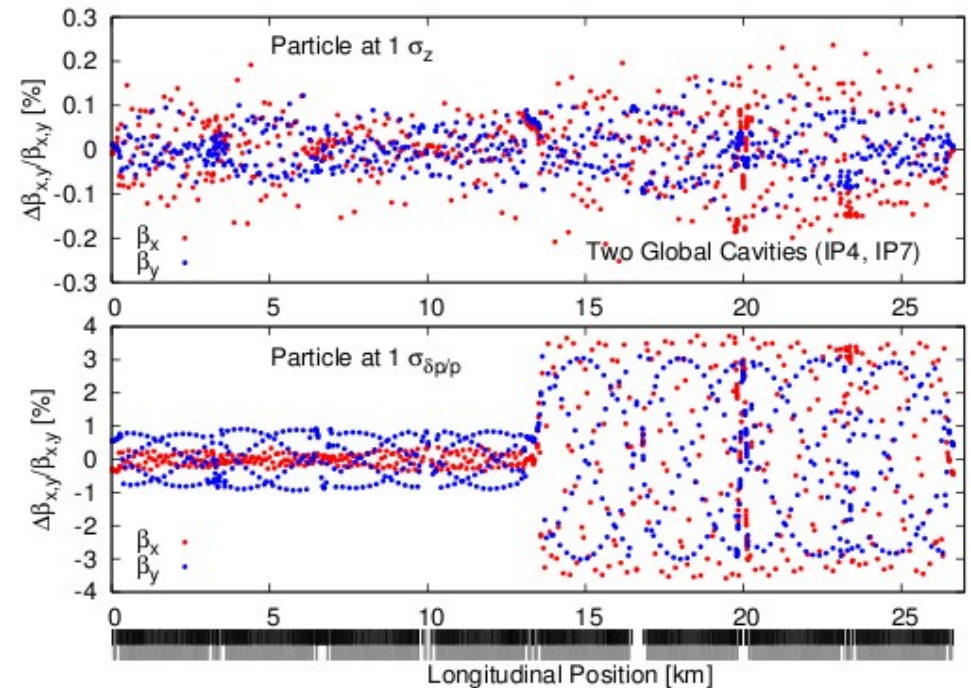 0.3
0.2
0.1
0
-0.1
-0.2
-0.3
Δβx,y/βx,y [%]
Particle at 1 σz
βx
βy
Two Global Cavities (IP4, IP7)
0 5 10 15 20 25
4
3
2
1
0
-1
-2
-3
-4
Δβx,y/βx,y [%]
Particle at 1 σδp/p
βx
βy
0 5 10 15 20 25
Longitudinal Position [km]